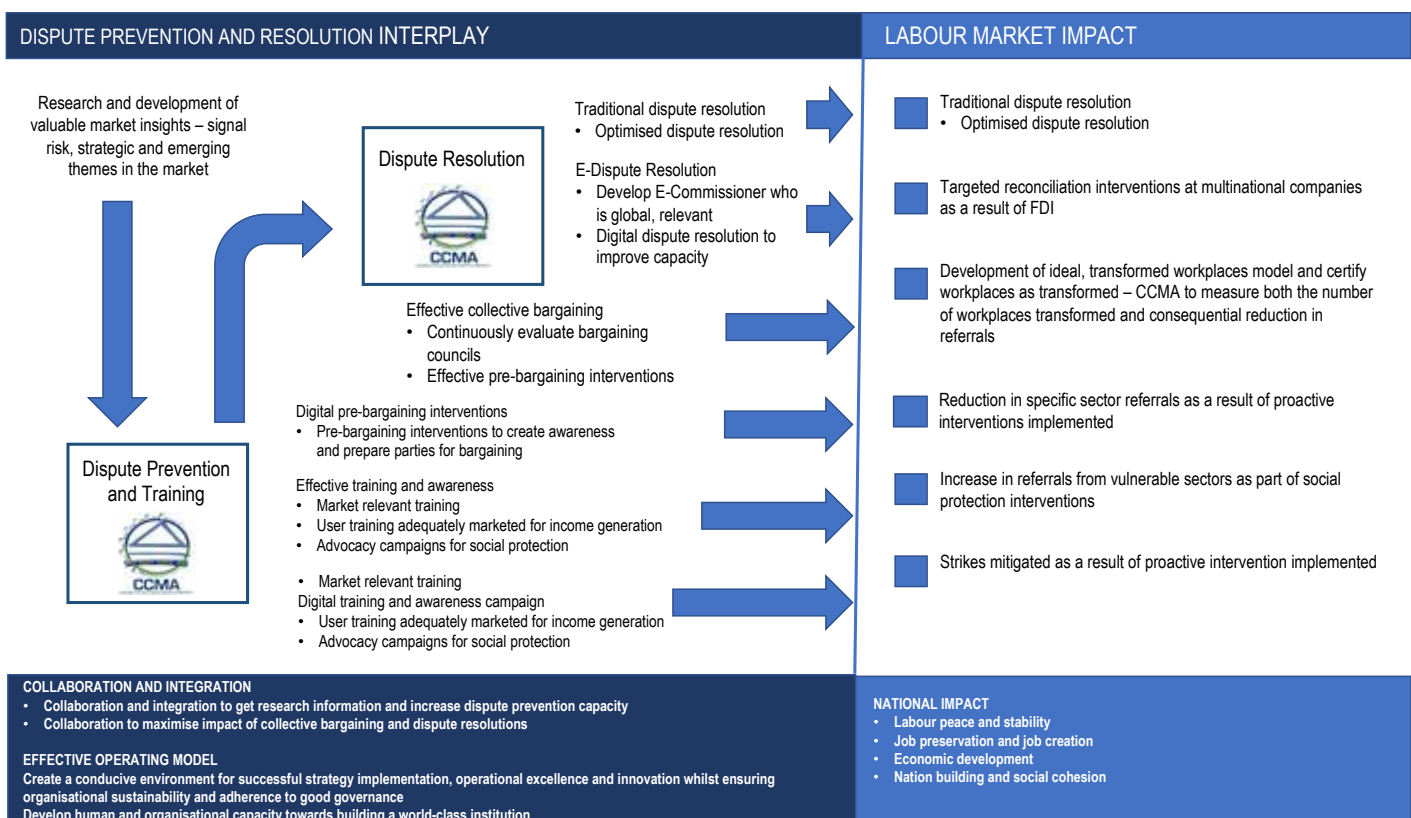 DISPUTE PREVENTION AND RESOLUTION INTERPLAY
LABOUR MARKET IMPACT
Research and development of
valuable market insights – signal
risk, strategic and emerging
themes in the market
Dispute Resolution
CCMA
Traditional dispute resolution
• Optimised dispute resolution
E-Dispute Resolution
• Develop E-Commissioner who
is global, relevant
• Digital dispute resolution to
improve capacity
Effective collective bargaining
• Continuously evaluate bargaining
councils
• Effective pre-bargaining interventions
Dispute Prevention
and Training
CCMA
Digital pre-bargaining interventions
• Pre-bargaining interventions to create awareness
and prepare parties for bargaining
Effective training and awareness
• Market relevant training
• User training adequately marketed for income generation
• Advocacy campaigns for social protection
• Market relevant training
Digital training and awareness campaign
• User training adequately marketed for income generation
• Advocacy campaigns for social protection
Traditional dispute resolution
• Optimised dispute resolution
Targeted reconciliation interventions at multinational companies
as a result of FDI
Development of ideal, transformed workplaces model and certify
workplaces as transformed – CCMA to measure both the number
of workplaces transformed and consequential reduction in
referrals
Reduction in specific sector referrals as a result of proactive
interventions implemented
Increase in referrals from vulnerable sectors as part of social
protection interventions
Strikes mitigated as a result of proactive intervention implemented
COLLABORATION AND INTEGRATION
• Collaboration and integration to get research information and increase dispute prevention capacity
• Collaboration to maximise impact of collective bargaining and dispute resolutions
EFFECTIVE OPERATING MODEL
Create a conducive environment for successful strategy implementation, operational excellence and innovation whilst ensuring
organisational sustainability and adherence to good governance
Develop human and organisational capacity towards building a world-class institution
NATIONAL IMPACT
• Labour peace and stability
• Job preservation and job creation
• Economic development
• Nation building and social cohesion